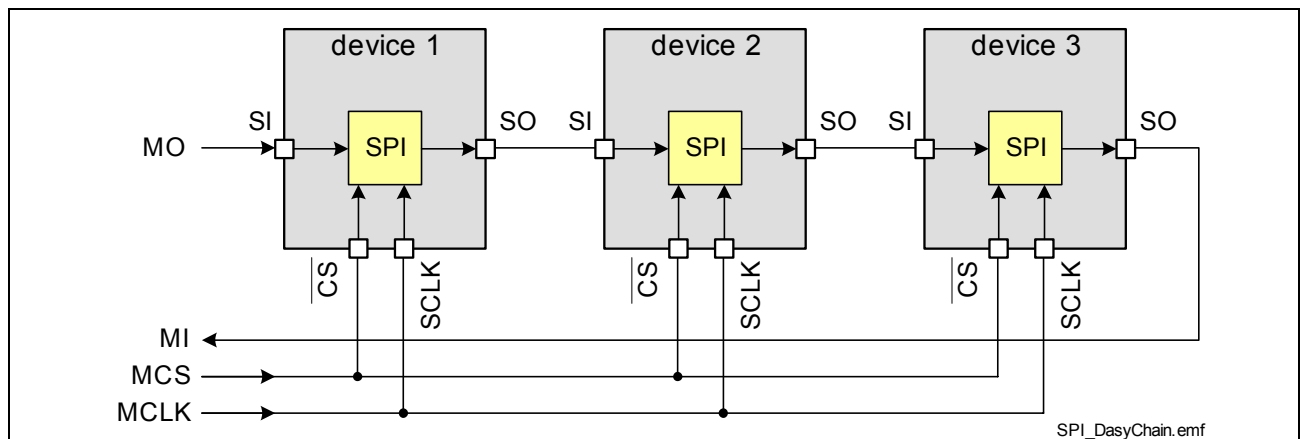 device 1 device 2 device 3
SI SO SI SO SI SO
MO SPI SPI SPI
CS SCLK CS SCLK CS SCLK
MI
MCS
MCLK
SPI_DasyChain.emf